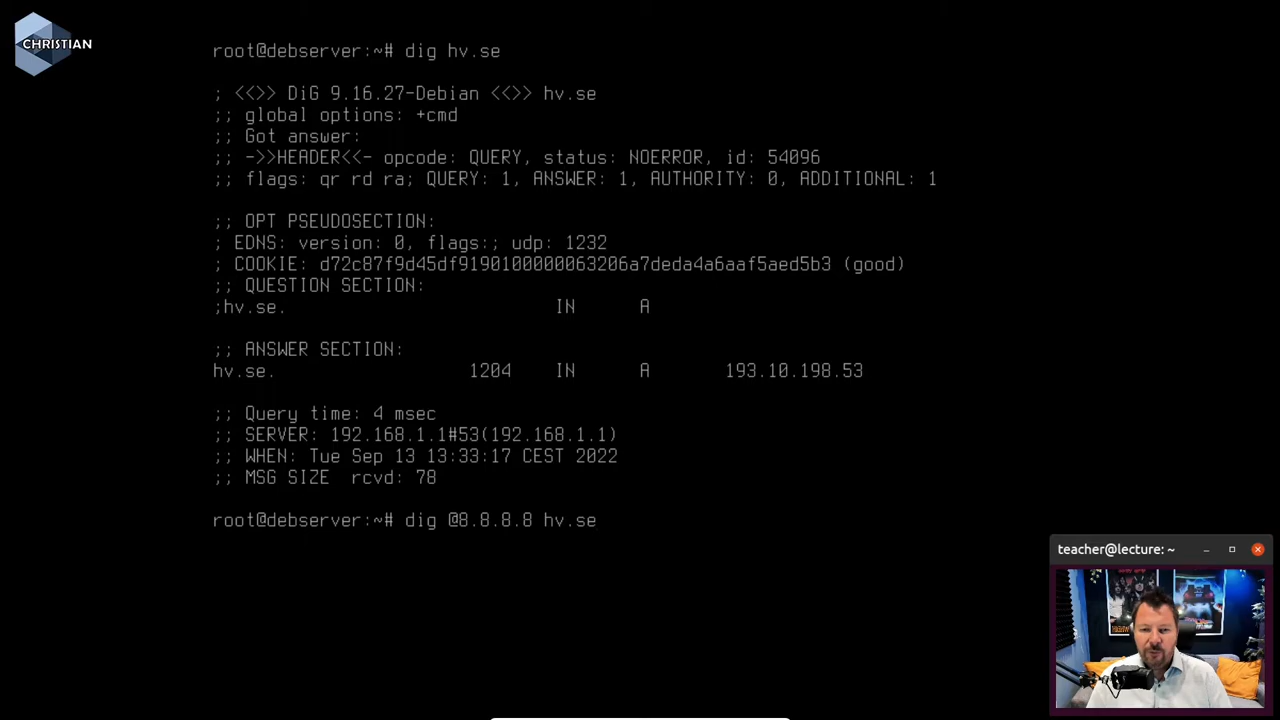 CHRISTIAN
root@debserver:~# dig hv.se
; <<>> DiG 9.16.27-Debian <<>> hv.se
;; global options: +cmd
;; Got answer:
;; ->>HEADER<<- opcode: QUERY, status: NOERROR, id: 54096
;; flags: qr rd ra; QUERY: 1, ANSWER: 1, AUTHORITY: 0, ADDITIONAL: 1
;; OPT PSEUDOSECTION:
; EDNS: version: 0, flags:; udp: 1232
; COOKIE: d72c87f9d45df9190100000063206a7deda4a6aaf5aed5b3 (good)
;; QUESTION SECTION:
;hv.se. IN A
;; ANSWER SECTION:
hv.se. 1204 IN A 193.10.198.53
;; Query time: 4 msec
;; SERVER: 192.168.1.1#53(192.168.1.1)
;; WHEN: Tue Sep 13 13:33:17 CEST 2022
;; MSG SIZE rcvd: 78
root@debserver:~# dig @8.8.8.8 hv.se
teacher@lecture: ~